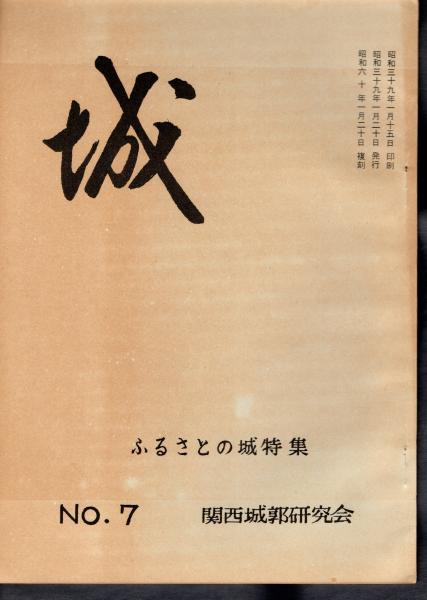 城
昭和三十九年一月十五日 印刷
昭和三十九年一月二十日 発行
昭和六十年一月二十日 複刻
ふるさとの城特集
NO.7
関西城郭研究会